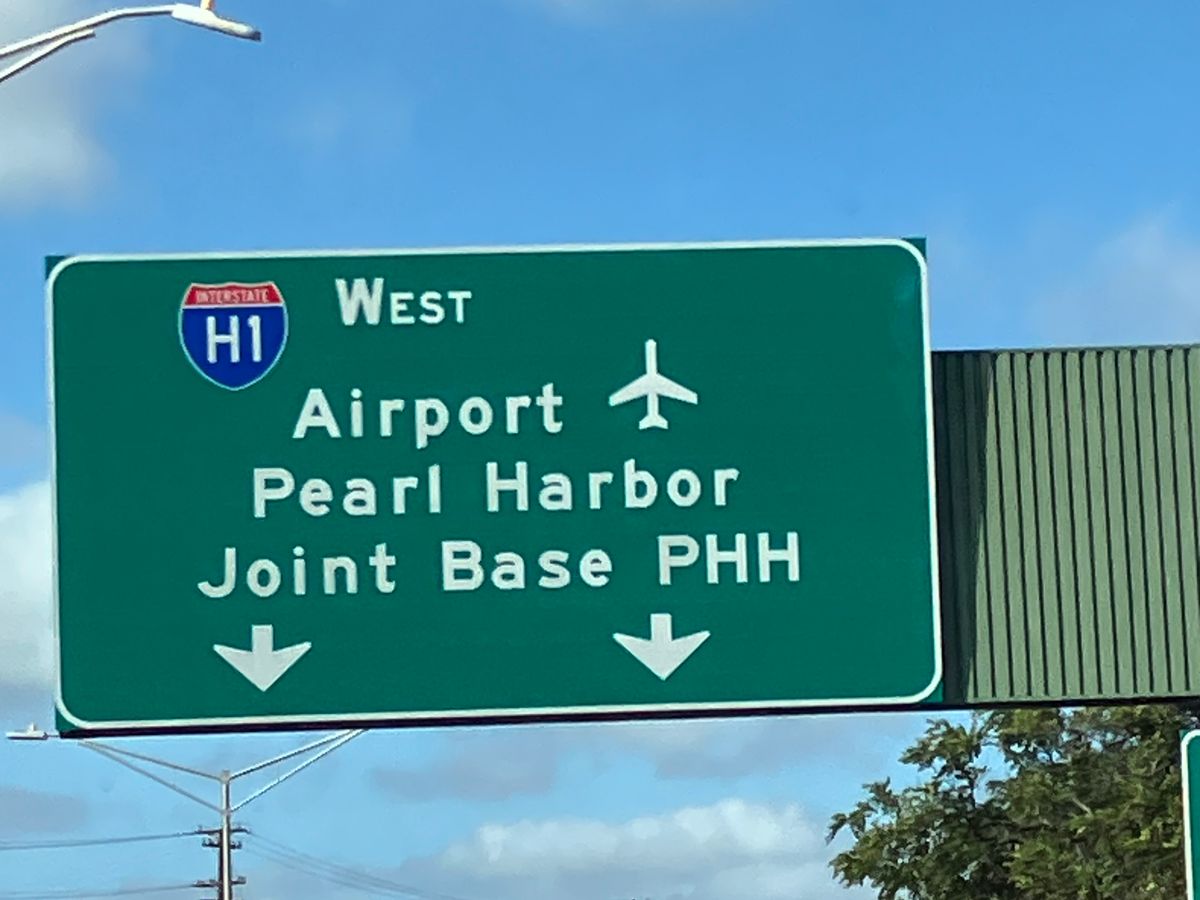 INTERSTATE
H1
WEST
Airport
Pearl Harbor
Joint Base PHH